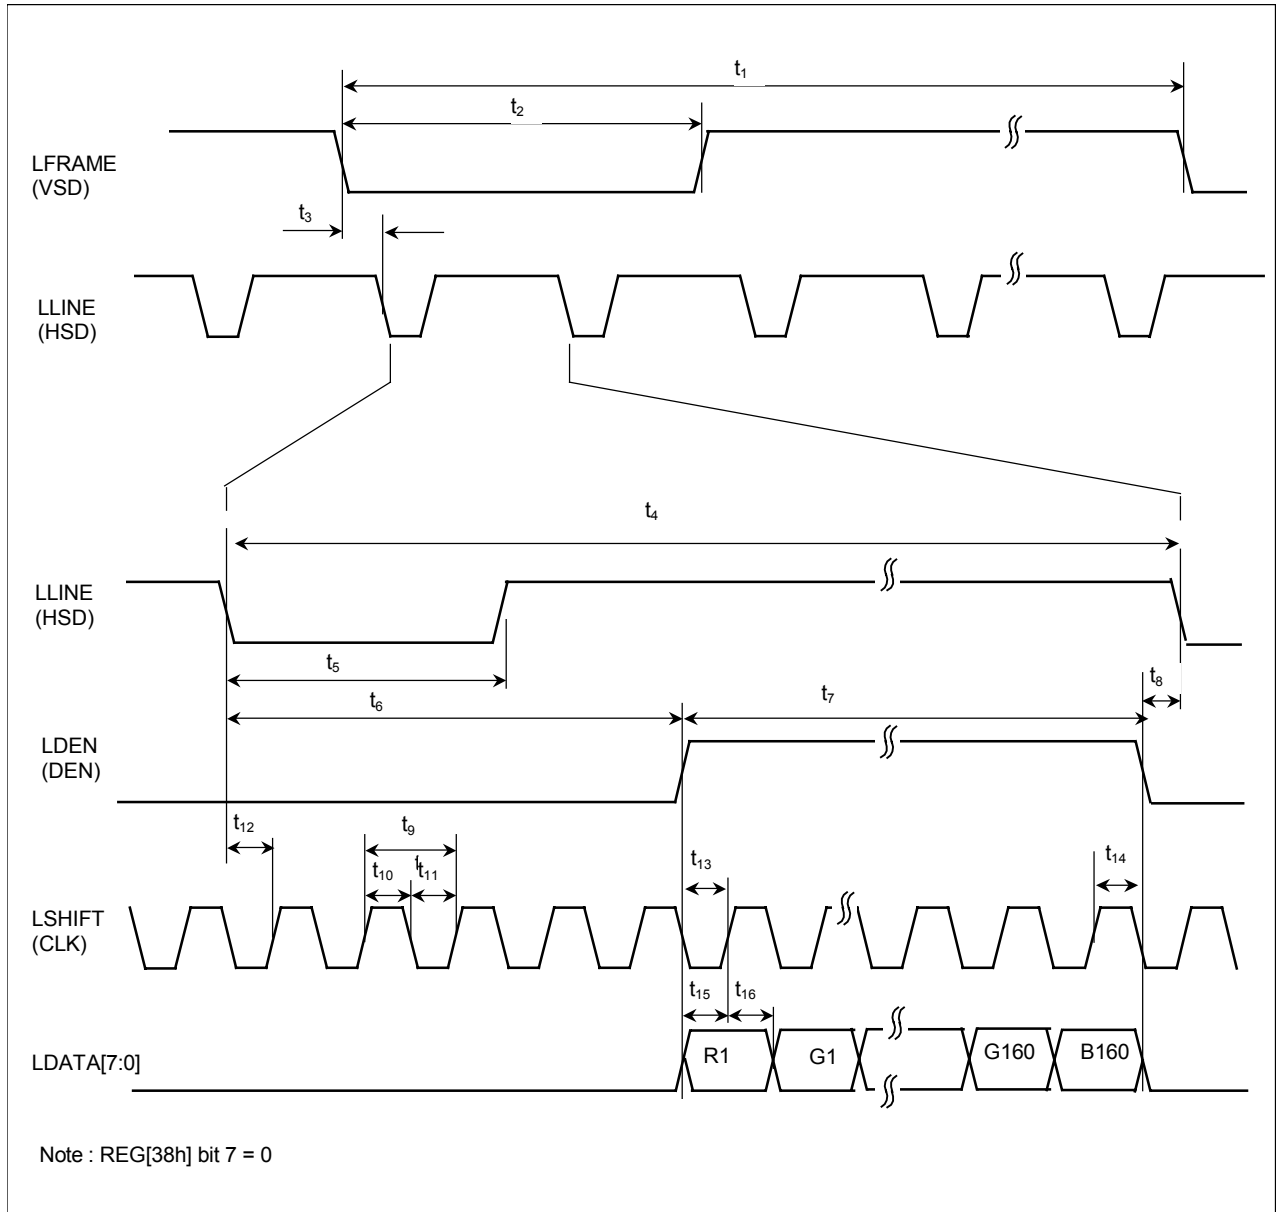 t1
t2
LFRAME
(VSD)
t3
LLINE
(HSD)
t4
LLINE
(HSD)
t5
t6
t7
t8
LDEN
(DEN)
t12
t9
t10
t11
t13
t14
LSHIFT
(CLK)
t15
t16
LDATA[7:0]
R1
G1
G160
B160
Note : REG[38h] bit 7 = 0